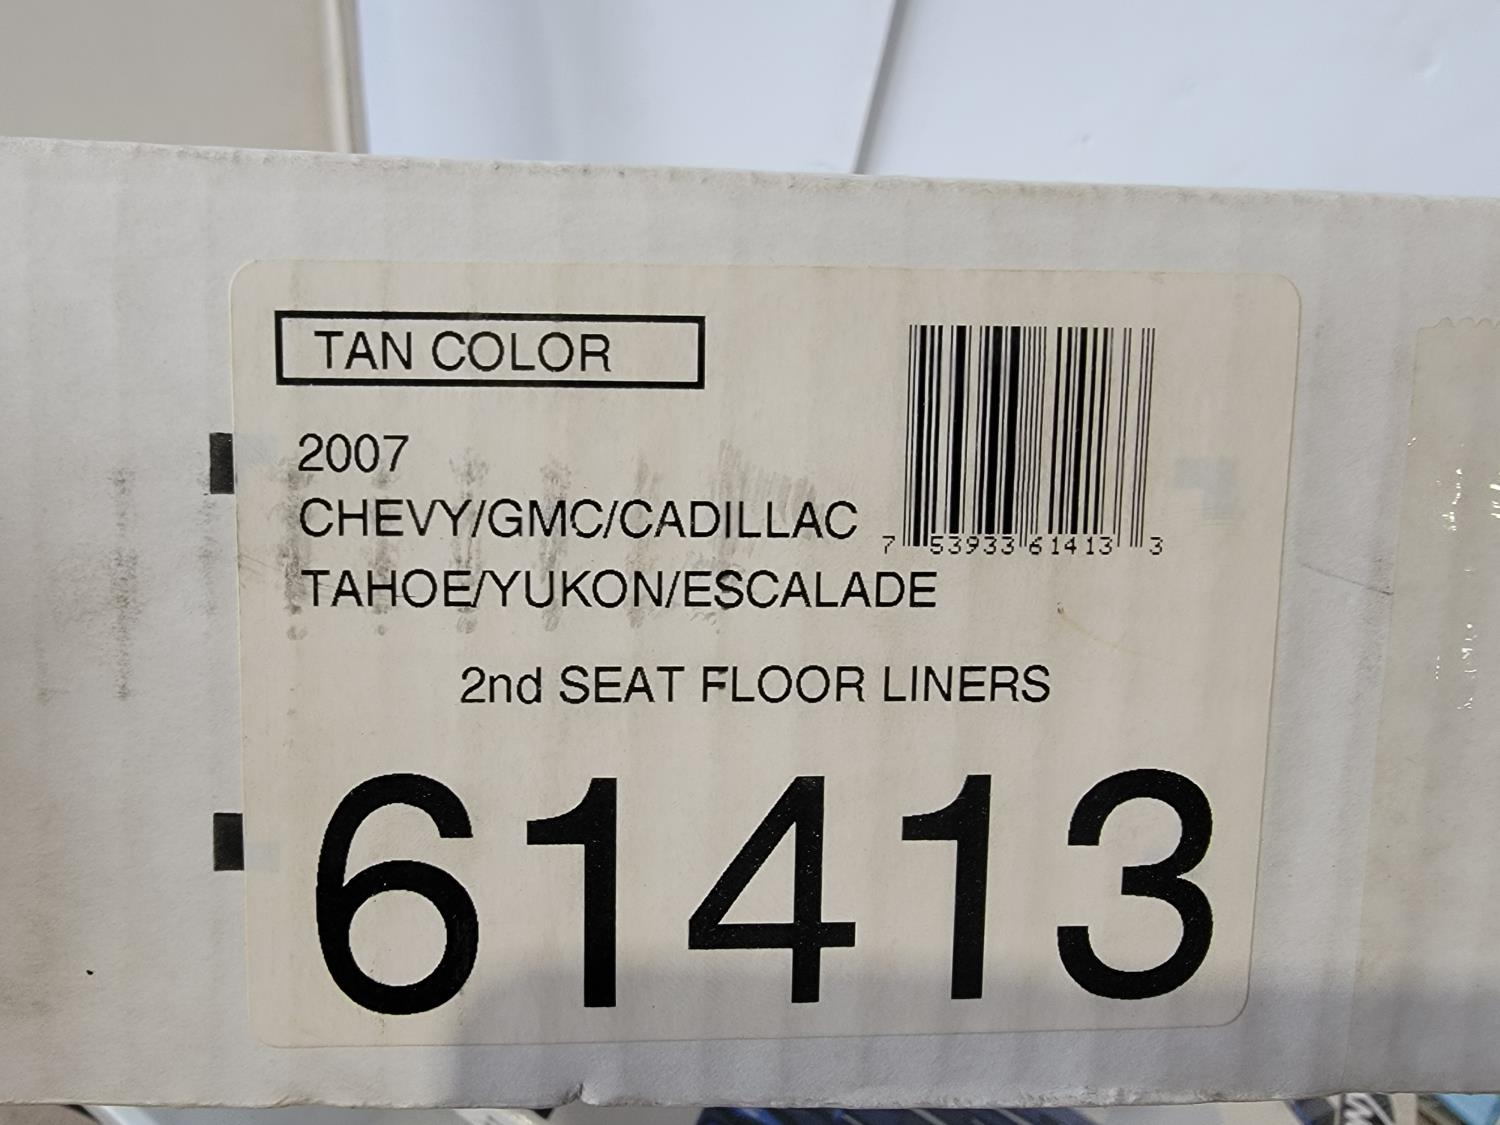 TAN COLOR
2007
CHEVY/GMC/CADILLAC
7 53933 61413 3
TAHOE/YUKON/ESCALADE
2nd SEAT FLOOR LINERS
61413